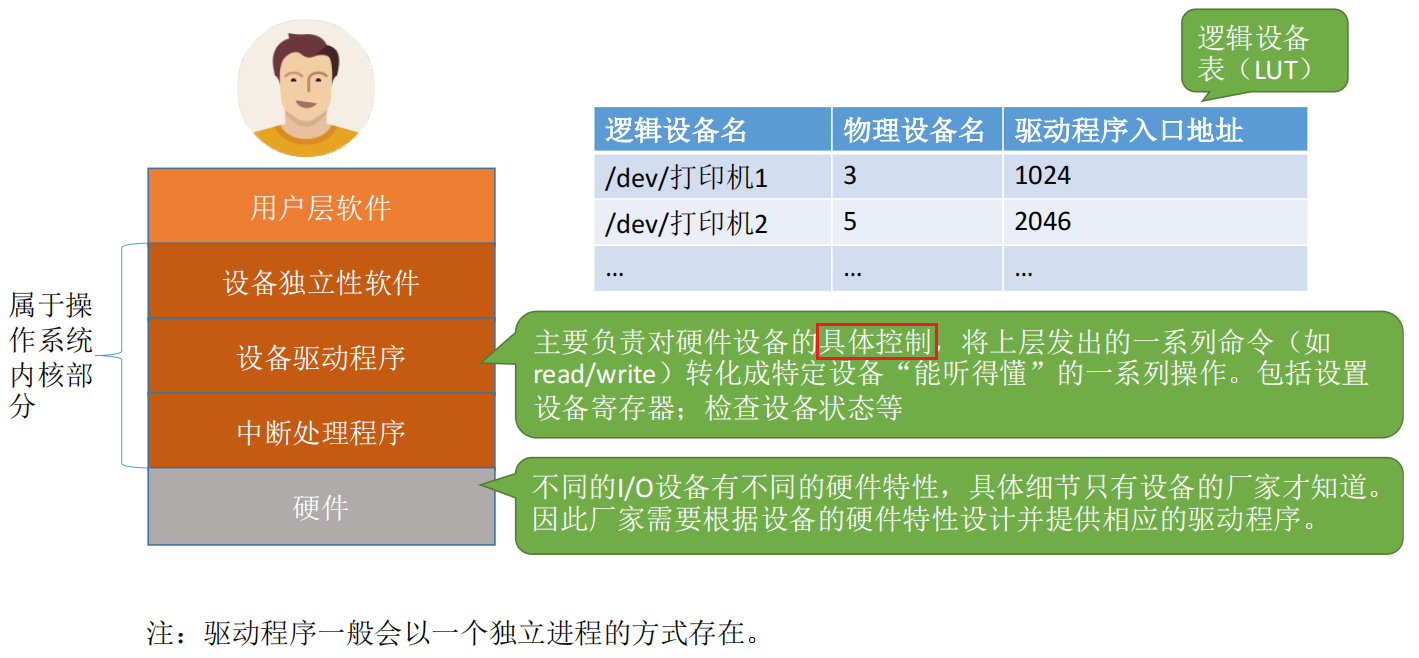 逻辑设备
表（LUT）
逻辑设备名 物理设备名 驱动程序入口地址
/dev/打印机1 3 1024
/dev/打印机2 5 2046
… … …
用户层软件
设备独立性软件
设备驱动程序
中断处理程序
硬件
属于操
作系统
内核部
分
主要负责对硬件设备的具体控制，将上层发出的一系列命令（如
read/write）转化成特定设备“能听得懂”的一系列操作。包括设置
设备寄存器；检查设备状态等
不同的I/O设备有不同的硬件特性，具体细节只有设备的厂家才知道。
因此厂家需要根据设备的硬件特性设计并提供相应的驱动程序。
注：驱动程序一般会以一个独立进程的方式存在。